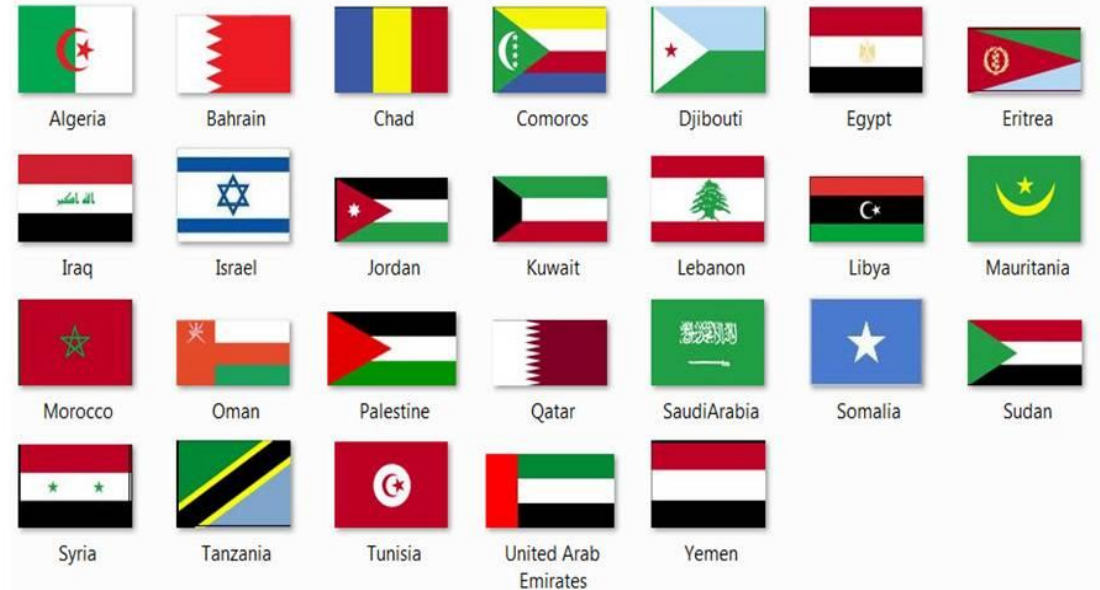 Algeria
Bahrain
Chad
Comoros
Djibouti
Egypt
Eritrea
Iraq
Israel
Jordan
Kuwait
Lebanon
Libya
Mauritania
Morocco
Oman
Palestine
Qatar
SaudiArabia
Somalia
Sudan
Syria
Tanzania
Tunisia
United Arab
Emirates
Yemen